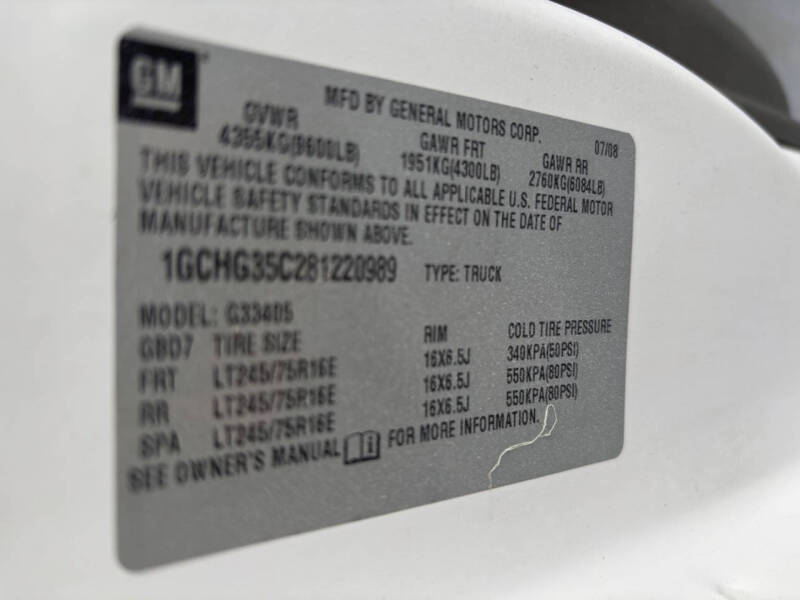 GM
MFD BY GENERAL MOTORS CORP. 07/08
GVWR GAWR FRT GAWR RR
4355KG(9600LB) 1951KG(4300LB) 2760KG(6084LB)
THIS VEHICLE CONFORMS TO ALL APPLICABLE U.S. FEDERAL MOTOR
VEHICLE SAFETY STANDARDS IN EFFECT ON THE DATE OF
MANUFACTURE SHOWN ABOVE.
1GCHG35C281220989 TYPE: TRUCK
MODEL: G33405
GBD7 TIRE SIZE RIM COLD TIRE PRESSURE
FRT LT245/75R16E 16X6.5J 340KPA(50PSI)
RR LT245/75R16E 16X6.5J 550KPA(80PSI)
SPA LT245/75R16E 16X6.5J 550KPA(80PSI)
SEE OWNER'S MANUAL FOR MORE INFORMATION.